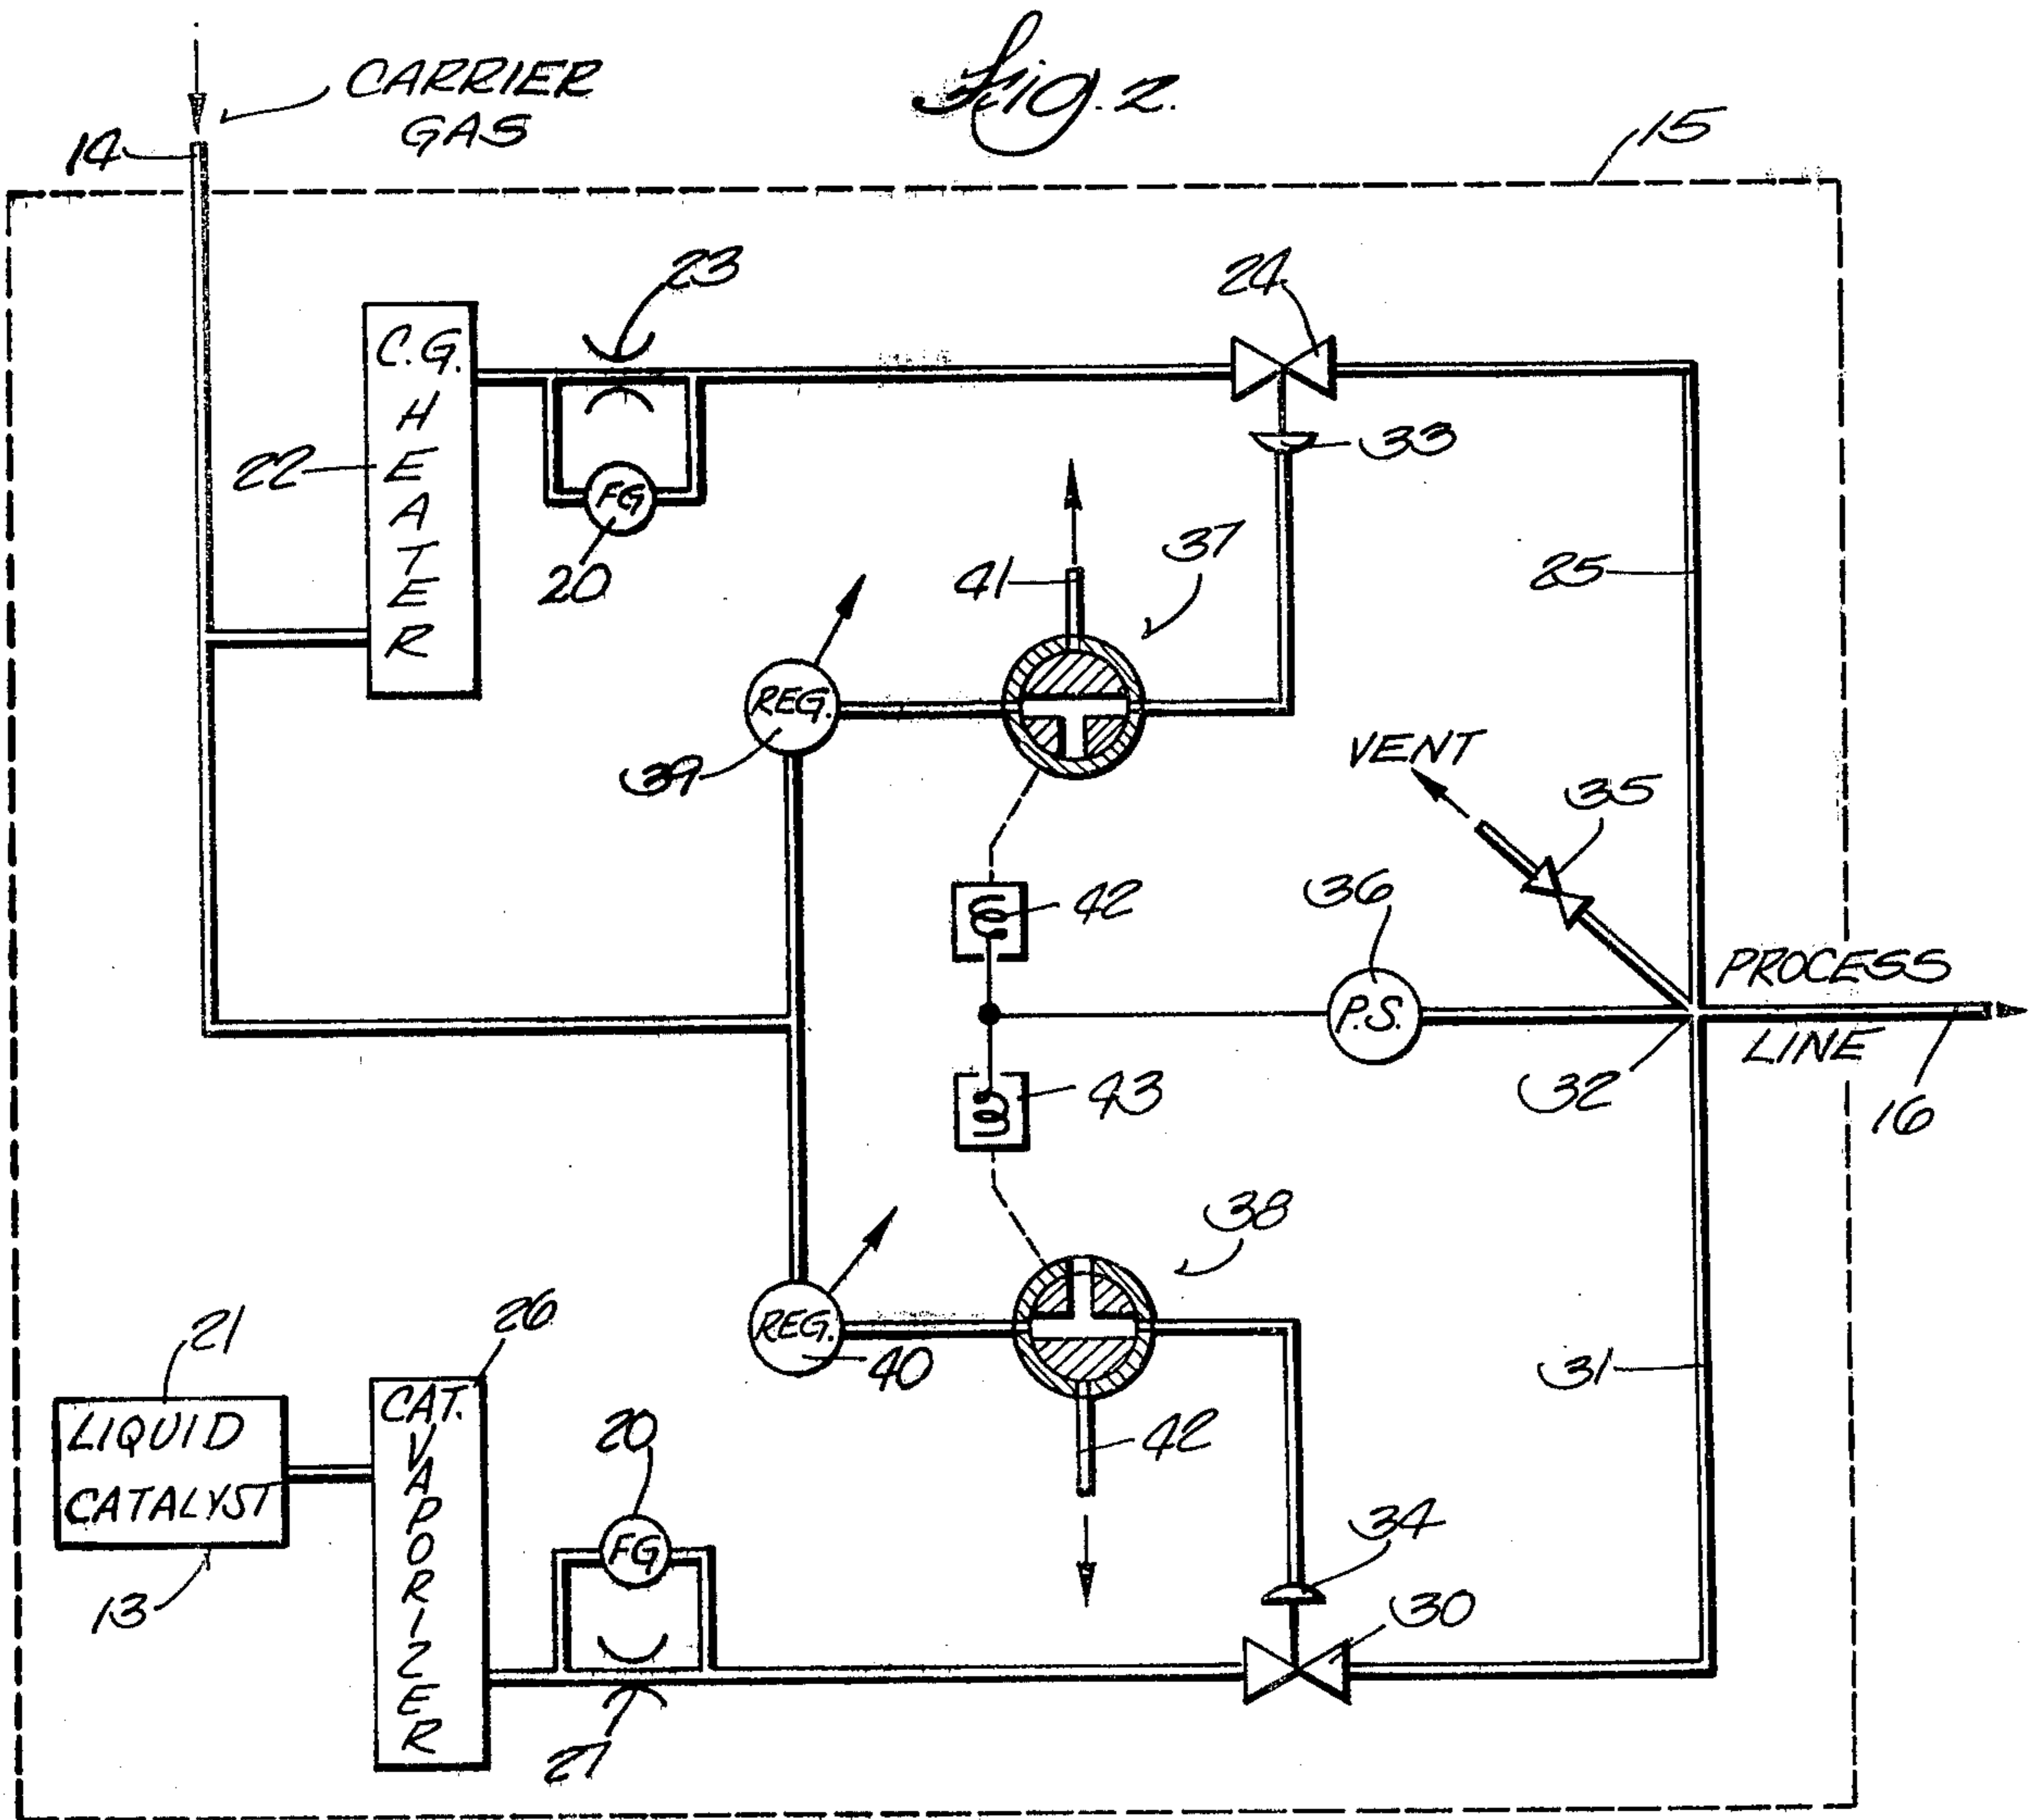 Fig. 2.
CARRIER
GAS
14
15
23
24
C.G.
HEATER
22
33
FG
20
37
41
25
REG.
39
VENT
35
42
36
P.S.
PROCESS
LINE
32
16
43
38
REG.
40
21
26
31
LIQUID
CATALYST
CAT.
VAPORIZER
20
42
FG
34
13
30
27